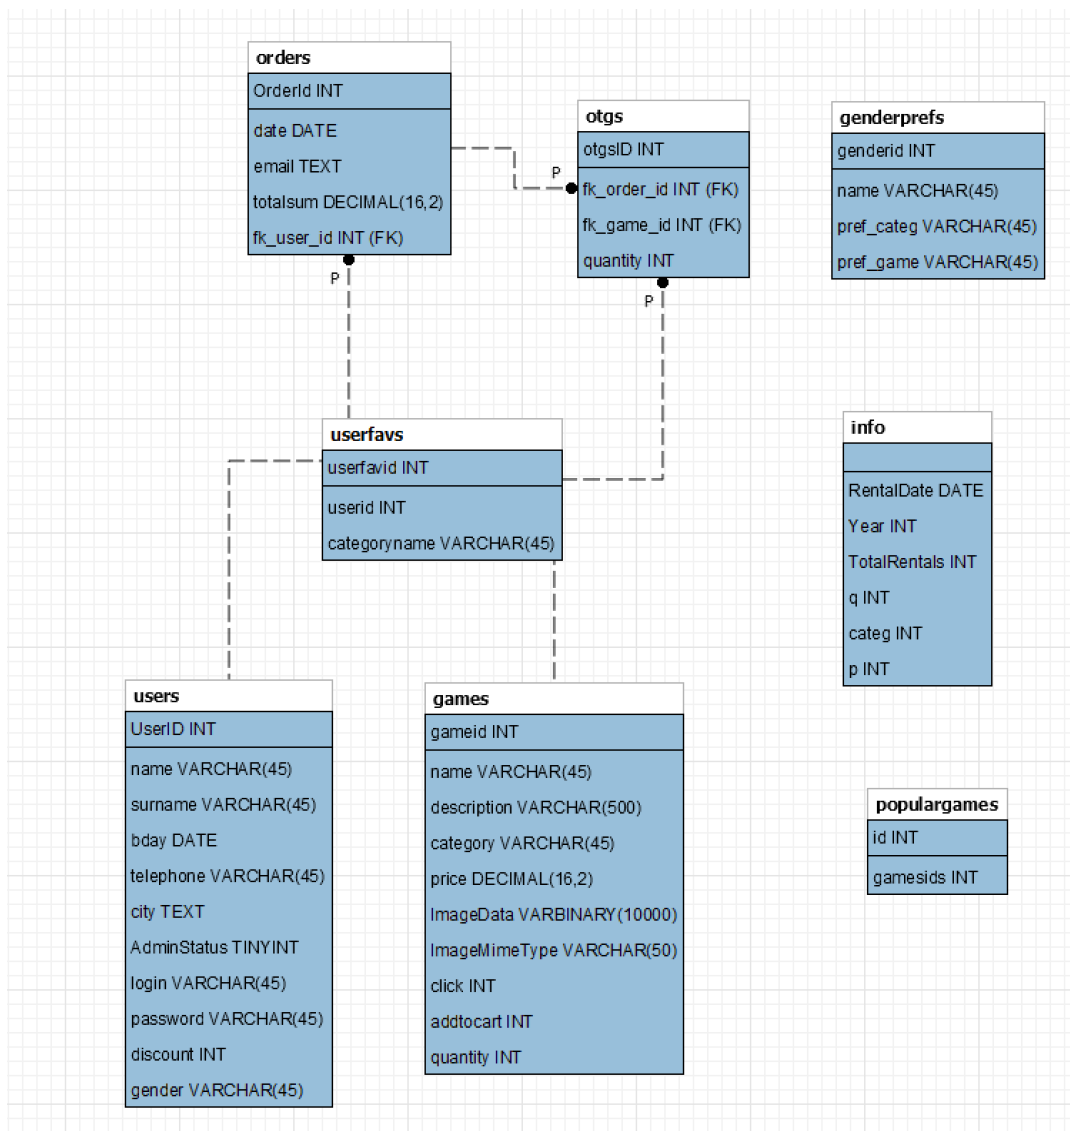 orders
OrderId INT
date DATE
email TEXT
totalsum DECIMAL(16,2)
fk_user_id INT (FK)
P
otgs
otgsID INT
fk_order_id INT (FK)
fk_game_id INT (FK)
quantity INT
P
P
genderprefs
genderid INT
name VARCHAR(45)
pref_categ VARCHAR(45)
pref_game VARCHAR(45)
userfavs
userfavid INT
userid INT
categoryname VARCHAR(45)
info
RentalDate DATE
Year INT
TotalRentals INT
q INT
categ INT
p INT
users
UserID INT
name VARCHAR(45)
surname VARCHAR(45)
bday DATE
telephone VARCHAR(45)
city TEXT
AdminStatus TINYINT
login VARCHAR(45)
password VARCHAR(45)
discount INT
gender VARCHAR(45)
games
gameid INT
name VARCHAR(45)
description VARCHAR(500)
category VARCHAR(45)
price DECIMAL(16,2)
ImageData VARBINARY(10000)
ImageMimeType VARCHAR(50)
click INT
addtocart INT
quantity INT
populargames
id INT
gamesids INT